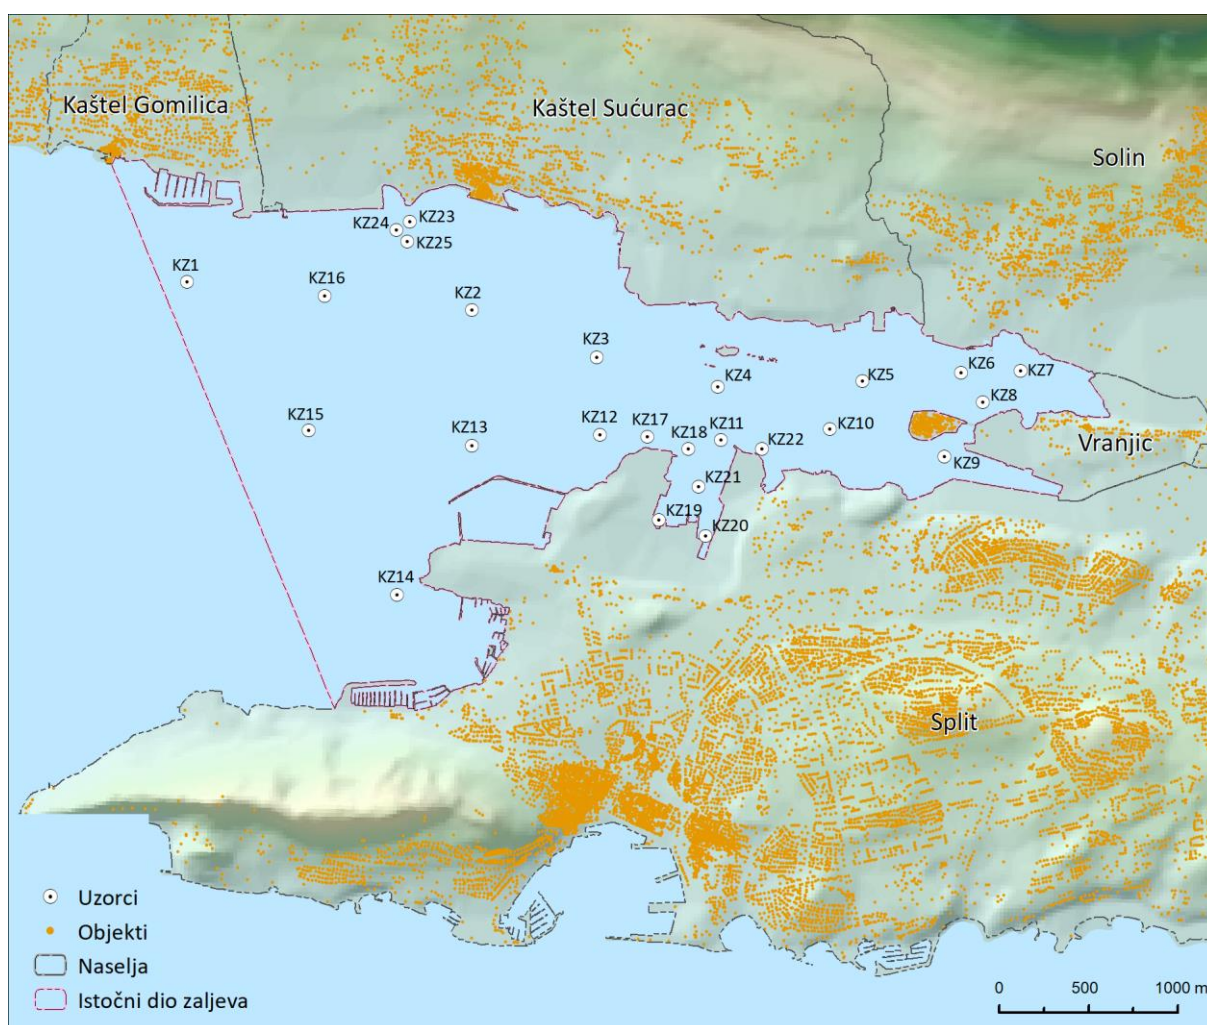 Kaštel Gomilica
Kaštel Sućurac
Solin
KZ23
KZ24
KZ25
KZ1
KZ16
KZ2
KZ3
KZ4
KZ5
KZ6
KZ7
KZ8
KZ15
KZ13
KZ12
KZ17
KZ18
KZ11
KZ22
KZ10
Vranjic
KZ9
KZ21
KZ19
KZ20
KZ14
Split
Uzorci
Objekti
Naselja
Istočni dio zaljeva
0 500 1000 m